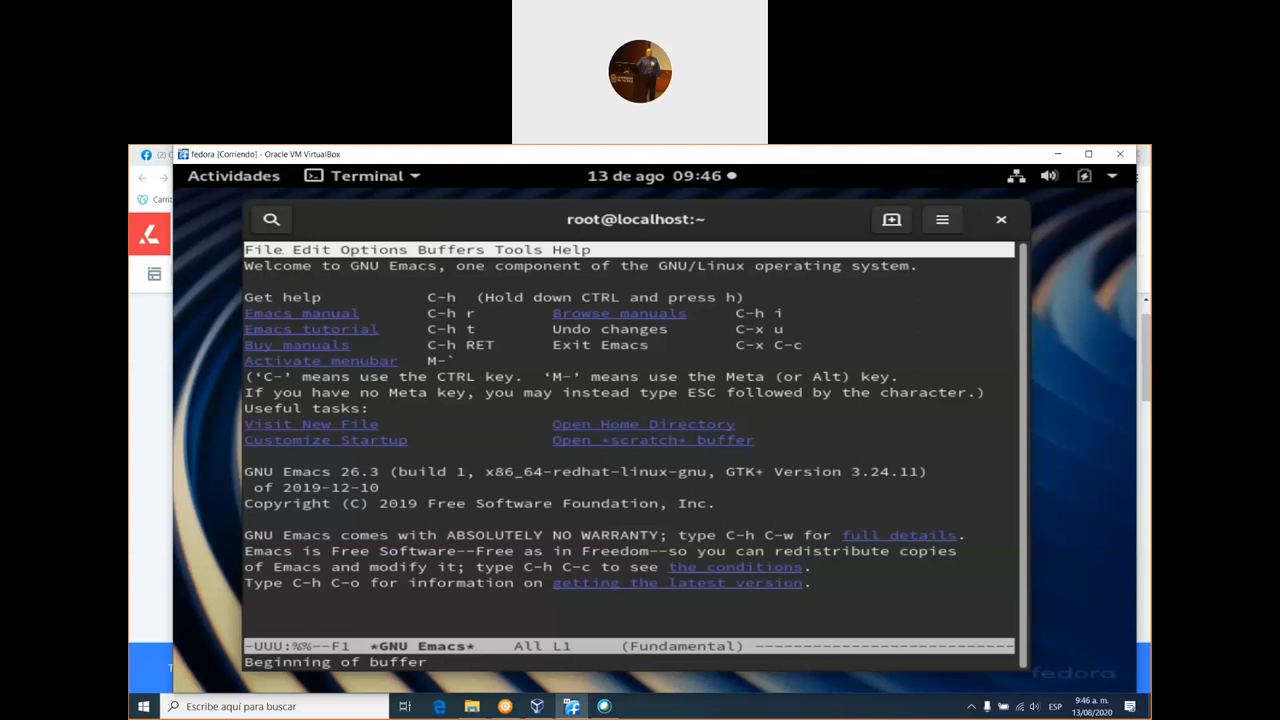 fedora [Corriendo] - Oracle VM VirtualBox
Actividades Terminal 13 de ago 09:46
Carrit
root@localhost:~
File Edit Options Buffers Tools Help
Welcome to GNU Emacs, one component of the GNU/Linux operating system.
Get help C-h (Hold down CTRL and press h)
Emacs manual C-h r Browse manuals C-h i
Emacs tutorial C-h t Undo changes C-x u
Buy manuals C-h RET Exit Emacs C-x C-c
Activate menubar M-`
(‘C-’ means use the CTRL key. ‘M-’ means use the Meta (or Alt) key.
If you have no Meta key, you may instead type ESC followed by the character.)
Useful tasks:
Visit New File Open Home Directory
Customize Startup Open *scratch* buffer
GNU Emacs 26.3 (build 1, x86_64-redhat-linux-gnu, GTK+ Version 3.24.11)
of 2019-12-10
Copyright (C) 2019 Free Software Foundation, Inc.
GNU Emacs comes with ABSOLUTELY NO WARRANTY; type C-h C-w for full details.
Emacs is Free Software--Free as in Freedom--so you can redistribute copies
of Emacs and modify it; type C-h C-c to see the conditions.
Type C-h C-o for information on getting the latest version.
-UUU:%%--F1 *GNU Emacs* All L1 (Fundamental) --------------------------
Beginning of buffer
fedora
Escribe aquí para buscar
ESP
9:46 a. m.
13/08/2020